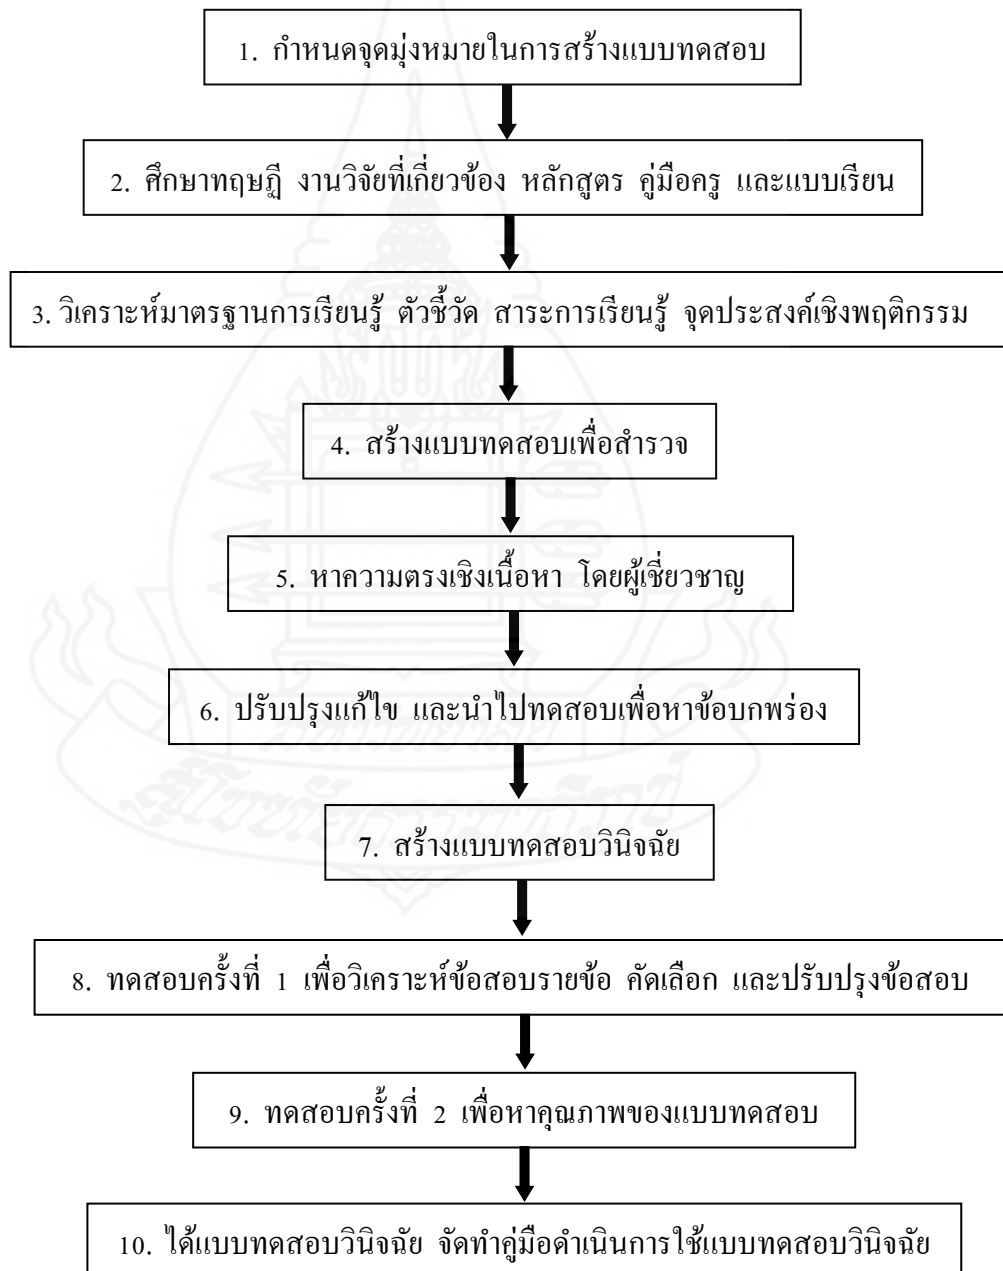 1. กำหนดจุดมุ่งหมายในการสร้างแบบทดสอบ
2. ศึกษาทฤษฎี งานวิจัยที่เกี่ยวข้อง หลักสูตร คู่มือครู และแบบเรียน
3. วิเคราะห์มาตรฐานการเรียนรู้ ตัวชี้วัด สาระการเรียนรู้ จุดประสงค์เชิงพฤติกรรม
4. สร้างแบบทดสอบเพื่อสำรวจ
5. หาความตรงเชิงเนื้อหา โดยผู้เชี่ยวชาญ
6. ปรับปรุงแก้ไข และนำไปทดสอบเพื่อหาข้อบกพร่อง
7. สร้างแบบทดสอบวินิจฉัย
8. ทดสอบครั้งที่ 1 เพื่อวิเคราะห์ข้อสอบรายข้อ คัดเลือก และปรับปรุงข้อสอบ
9. ทดสอบครั้งที่ 2 เพื่อหาคุณภาพของแบบทดสอบ
10. ได้แบบทดสอบวินิจฉัย จัดทำคู่มือดำเนินการใช้แบบทดสอบวินิจฉัย